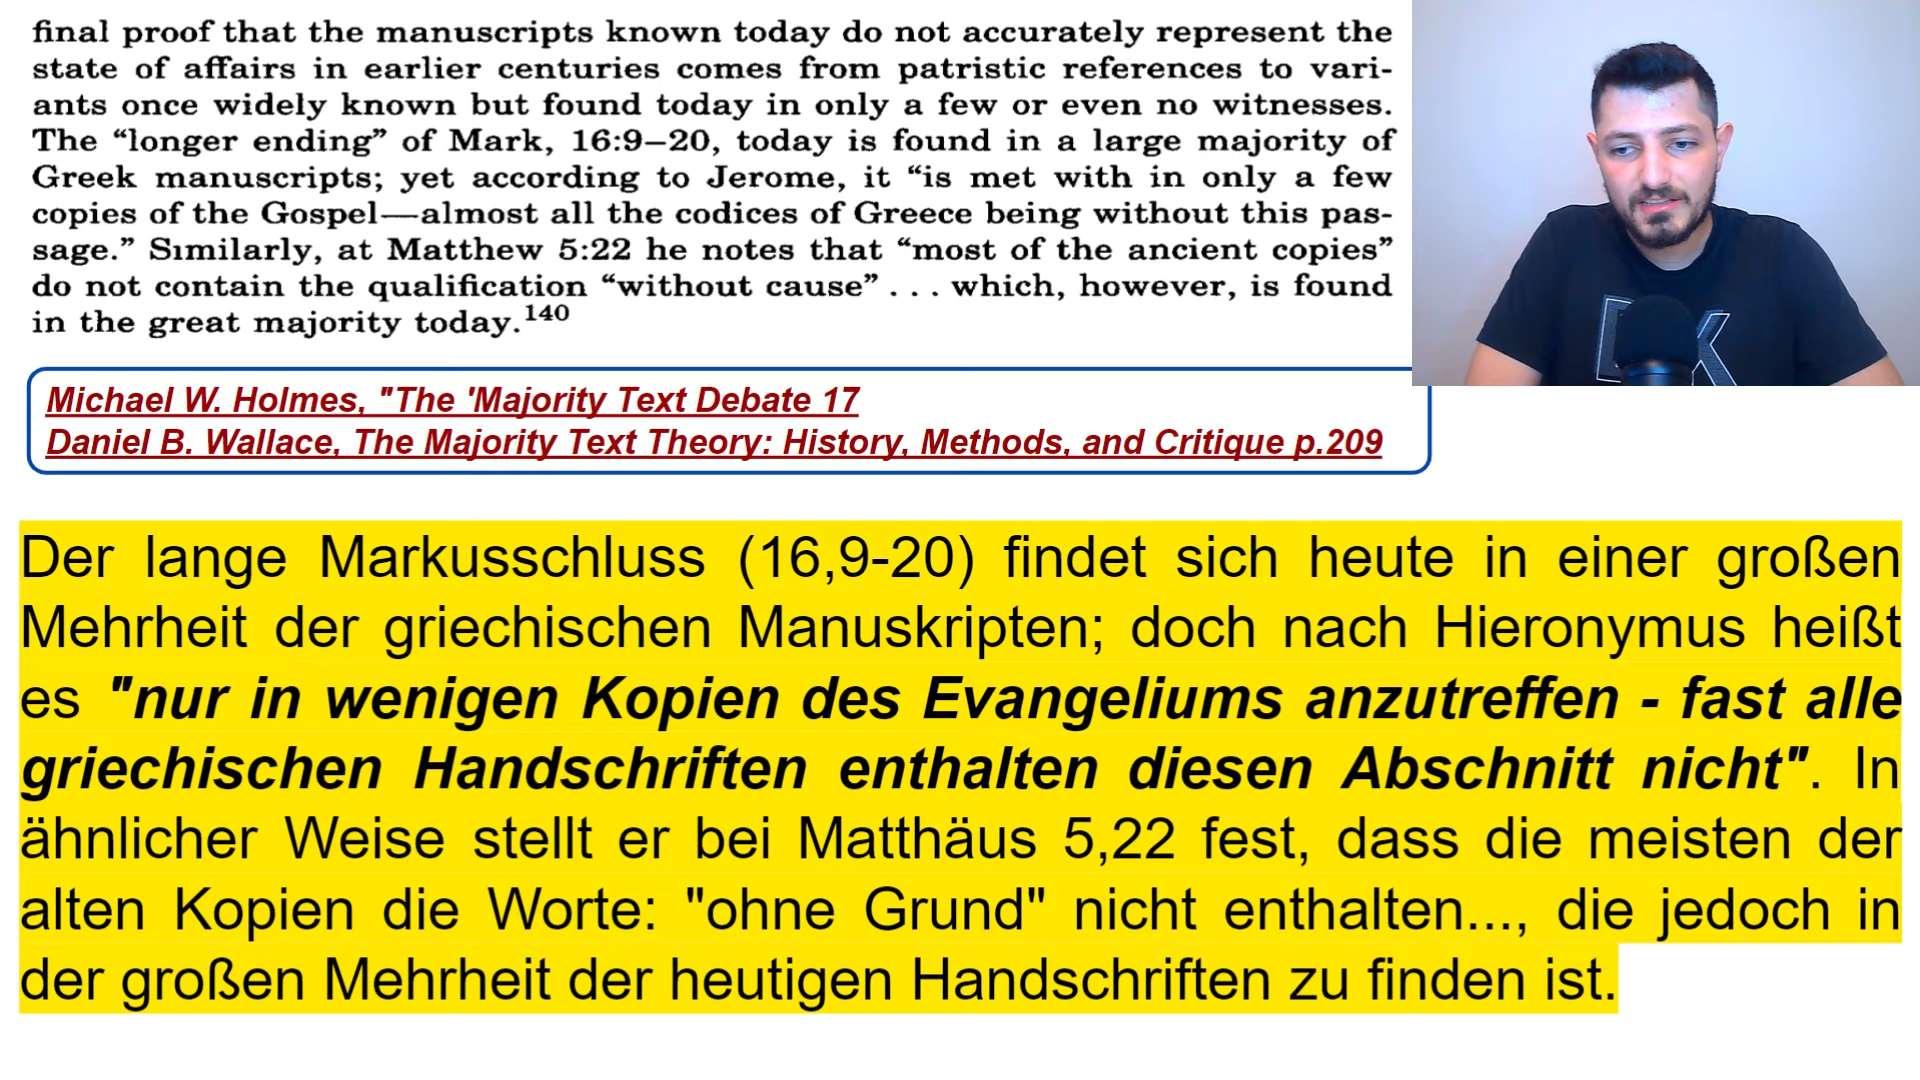 final proof that the manuscripts known today do not accurately represent the
state of affairs in earlier centuries comes from patristic references to vari-
ants once widely known but found today in only a few or even no witnesses.
The “longer ending” of Mark, 16:9–20, today is found in a large majority of
Greek manuscripts; yet according to Jerome, it “is met with in only a few
copies of the Gospel—almost all the codices of Greece being without this pas-
sage.” Similarly, at Matthew 5:22 he notes that “most of the ancient copies”
do not contain the qualification “without cause” . . . which, however, is found
in the great majority today.140
Michael W. Holmes, "The 'Majority Text Debate 17
Daniel B. Wallace, The Majority Text Theory: History, Methods, and Critique p.209
Der lange Markusschluss (16,9-20) findet sich heute in einer großen
Mehrheit der griechischen Manuskripten; doch nach Hieronymus heißt
es "nur in wenigen Kopien des Evangeliums anzutreffen - fast alle
griechischen Handschriften enthalten diesen Abschnitt nicht". In
ähnlicher Weise stellt er bei Matthäus 5,22 fest, dass die meisten der
alten Kopien die Worte: "ohne Grund" nicht enthalten..., die jedoch in
der großen Mehrheit der heutigen Handschriften zu finden ist.